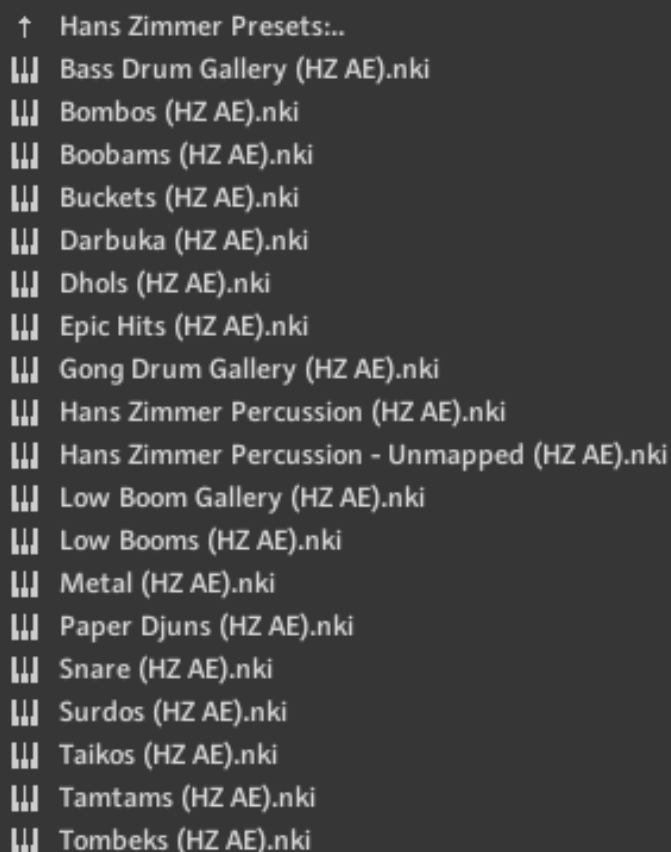 ↑ Hans Zimmer Presets:..
Bass Drum Gallery (HZ AE).nki
Bombos (HZ AE).nki
Boobams (HZ AE).nki
Buckets (HZ AE).nki
Darbuka (HZ AE).nki
Dhols (HZ AE).nki
Epic Hits (HZ AE).nki
Gong Drum Gallery (HZ AE).nki
Hans Zimmer Percussion (HZ AE).nki
Hans Zimmer Percussion - Unmapped (HZ AE).nki
Low Boom Gallery (HZ AE).nki
Low Booms (HZ AE).nki
Metal (HZ AE).nki
Paper Djuns (HZ AE).nki
Snare (HZ AE).nki
Surdos (HZ AE).nki
Taikos (HZ AE).nki
Tamtams (HZ AE).nki
Tombeks (HZ AE).nki